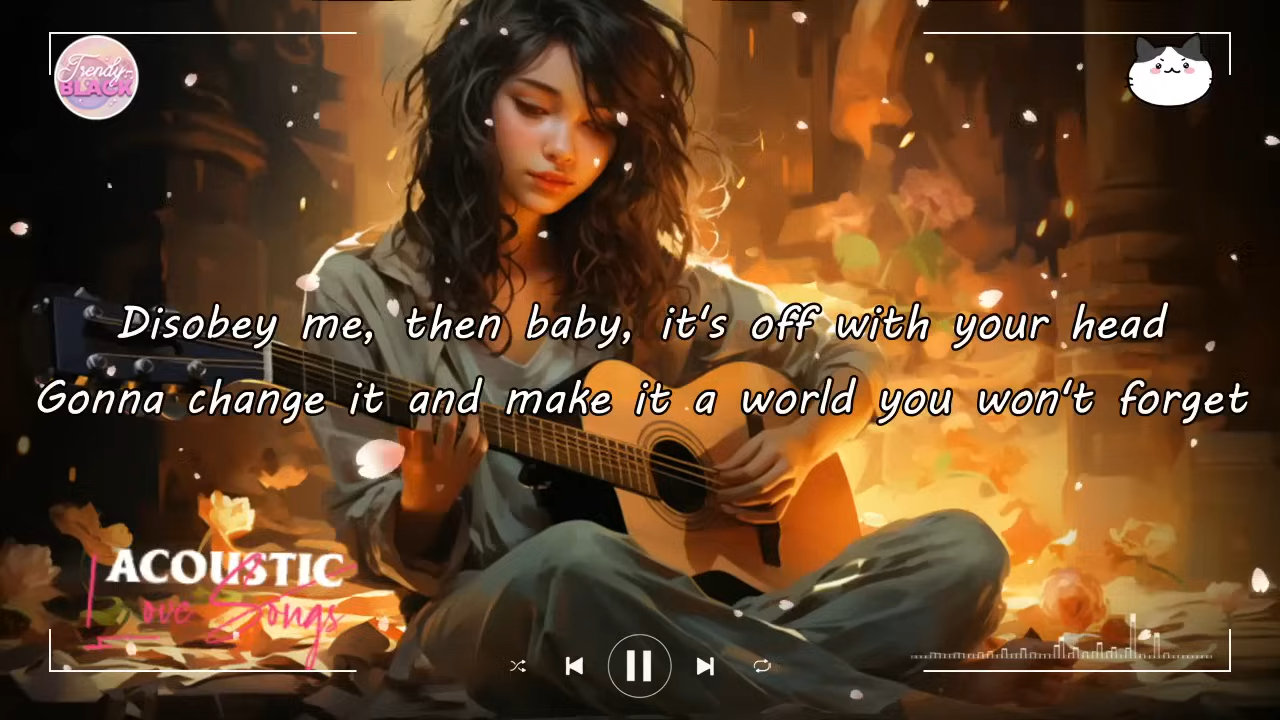 Trendy
BLACK
Disobey me, then baby, it's off with your head
Gonna change it and make it a world you won't forget
ACOUSTIC
Love Songs